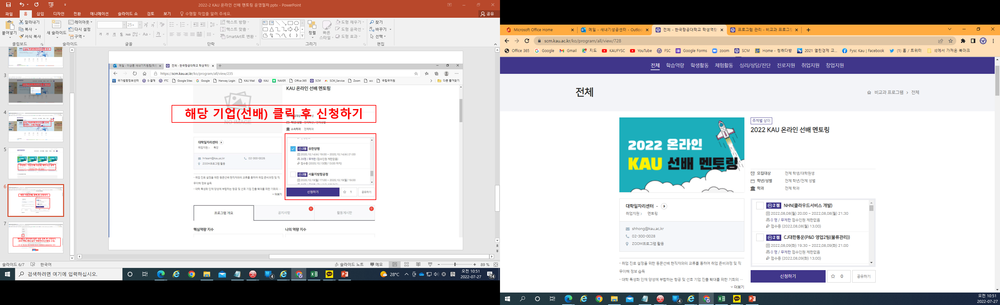 2022-2 KAU 온라인 선배 멘토링 운영절차.pptx - PowerPoint
파일 홈 삽입 디자인 전환 애니메이션 슬라이드 쇼 검토 보기 수행할 작업을 알려 주세요.
공유
붙여넣기
잘라내기
복사
서식 복사
클립보드
새 슬라이드
레이아웃
다시 설정
구역
슬라이드
25+
글꼴
텍스트 방향
텍스트 맞춤
SmartArt로 변환
단락
정렬
빠른 스타일
도형 채우기
도형 윤곽선
도형 효과
그리기
찾기
바꾸기
선택
편집
3
4
5
6
7
메일 - 이상훈 새내기지원팀(직원
전체 - 한국항공대학교 학생역량
https://scm.kau.ac.kr/ko/program/all/view/235
국가법령정보센터 E-결재 FTC Google Sites Google Hanway Login KAU Mail KAU NAVER Office 365 SCM SCM_Service Zoom scc 국립국어원 다른 즐겨찾기
KAU 온라인 선배 멘토링
해당 기업(선배) 클릭 후 신청하기
NO IMAGE
소속학과 전체학과
대학일자리센터
취업지원 > 특강
hrteam@kau.ac.kr 02-300-0026
ZOOM프로그램 활용
- 취업 진로 설정을 위한 동문선배 현직자와의 교류를 통하여 취업 준비과정 및 직
무이해 정보 습득
- 대학 특성화 인재 양성에 부합하는 항공 및 선호 기업 진출 확대를 위한 기회의 ...
더보기
2점 유한양행
2020.10.14(수) 19:00 ~ 2020.10.14(수) 21:00
35명 / 무제한 (접수인원 제한없음)
접수중 (2020.10.13(화) 13:00 까지)
2점 서울지방항공청
2020.10.19(월) 17:00 ~ 2020.10.19(월) 19:00
신청하기 1 공유하기
프로그램 개요 공지사항 0 활동게시판 0
핵심역량 지수 나의 역량 지수
슬라이드 6/7 한국어
슬라이드 노트 메모 89 %
검색하려면 여기에 입력하십시오.
4
28°C
오전 10:51
2022-07-27
14
Microsoft Office Home
메일 - 새내기성공센터 - Outloo
전체 - 한국항공대학교 학생역량
프로그램 관리 - 비교과 프로그램
scm.kau.ac.kr/ko/program/all/view/728
Office 365 Google Gmail 지도 KAUFYSC YouTube FSC Google Forms zoom SCM Home - 청취다방 2021 열린경제 교... Fysc Kau | Facebook (1) 홈 / 트위터 IE에서 가져온 북마크
전체 학습역량 학생활동 체험활동 심리/상담/진단 진로지원 취업지원 창업지원
전체
비교과 프로그램 > 전체
2022 온라인
KAU 선배 멘토링
주제별 상이
2022 KAU 온라인 선배 멘토링
모집대상 전체 학생/대학원생
학년/성별 전체 학년/전체 성별
학과 전체 학과
대학일자리센터 -
취업지원 > 멘토링
shhong@kau.ac.kr
02-300-0028
ZOOM프로그램 활용
- 취업 진로 설정을 위한 동문선배 현직자와의 교류를 통하여 취업 준비과정 및 직
무이해 정보 습득
- 대학 특성화 인재 양성에 부합하는 항공 및 선호 기업 진출 확대를 위한 기회의 ...
더보기
2점 NHN(클라우드서비스 개발)
2022.08.08(월) 20:00 ~ 2022.08.08(월) 21:30
0 명 / 무제한 접수인원 제한없음
접수중 (2022.08.08(월) 13:00)
2점 CJ대한통운(P&D 영업2팀(물류관리))
2022.08.09(화) 19:30 ~ 2022.08.09(화) 21:00
0 명 / 무제한 접수인원 제한없음
접수중 (2022.08.09(화) 13:00)
신청하기 0 공유하기
4
오전 10:51
2022-07-27